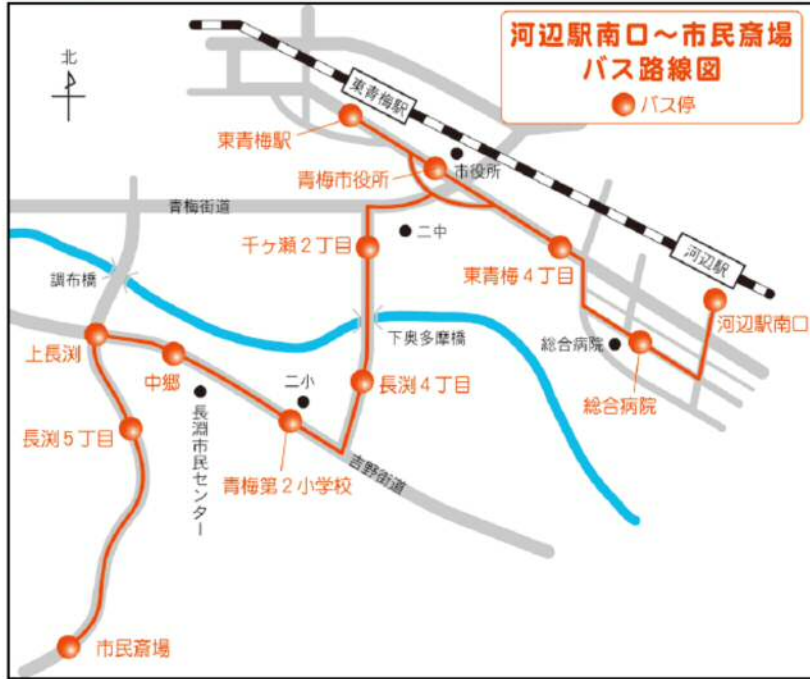 河辺駅南口～市民斎場
バス路線図
バス停
北
東青梅駅
東青梅駅
青梅市役所
市役所
青梅街道
千ヶ瀬2丁目
二中
東青梅4丁目
河辺駅
河辺駅南口
調布橋
下奥多摩橋
総合病院
総合病院
上長渕
中郷
二小
長渕4丁目
長渕5丁目
長淵市民センター
青梅第2小学校
吉野街道
市民斎場